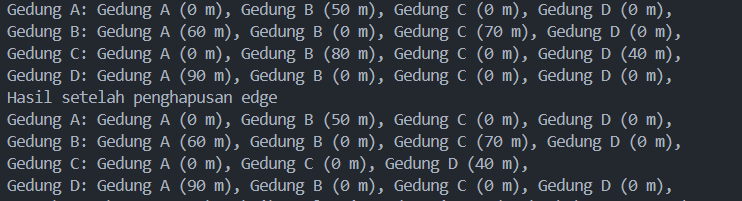 Gedung A: Gedung A (0 m), Gedung B (50 m), Gedung C (0 m), Gedung D (0 m),
Gedung B: Gedung A (60 m), Gedung B (0 m), Gedung C (70 m), Gedung D (0 m),
Gedung C: Gedung A (0 m), Gedung B (80 m), Gedung C (0 m), Gedung D (40 m),
Gedung D: Gedung A (90 m), Gedung B (0 m), Gedung C (0 m), Gedung D (0 m),
Hasil setelah penghapusan edge
Gedung A: Gedung A (0 m), Gedung B (50 m), Gedung C (0 m), Gedung D (0 m),
Gedung B: Gedung A (60 m), Gedung B (0 m), Gedung C (70 m), Gedung D (0 m),
Gedung C: Gedung A (0 m), Gedung C (0 m), Gedung D (40 m),
Gedung D: Gedung A (90 m), Gedung B (0 m), Gedung C (0 m), Gedung D (0 m),